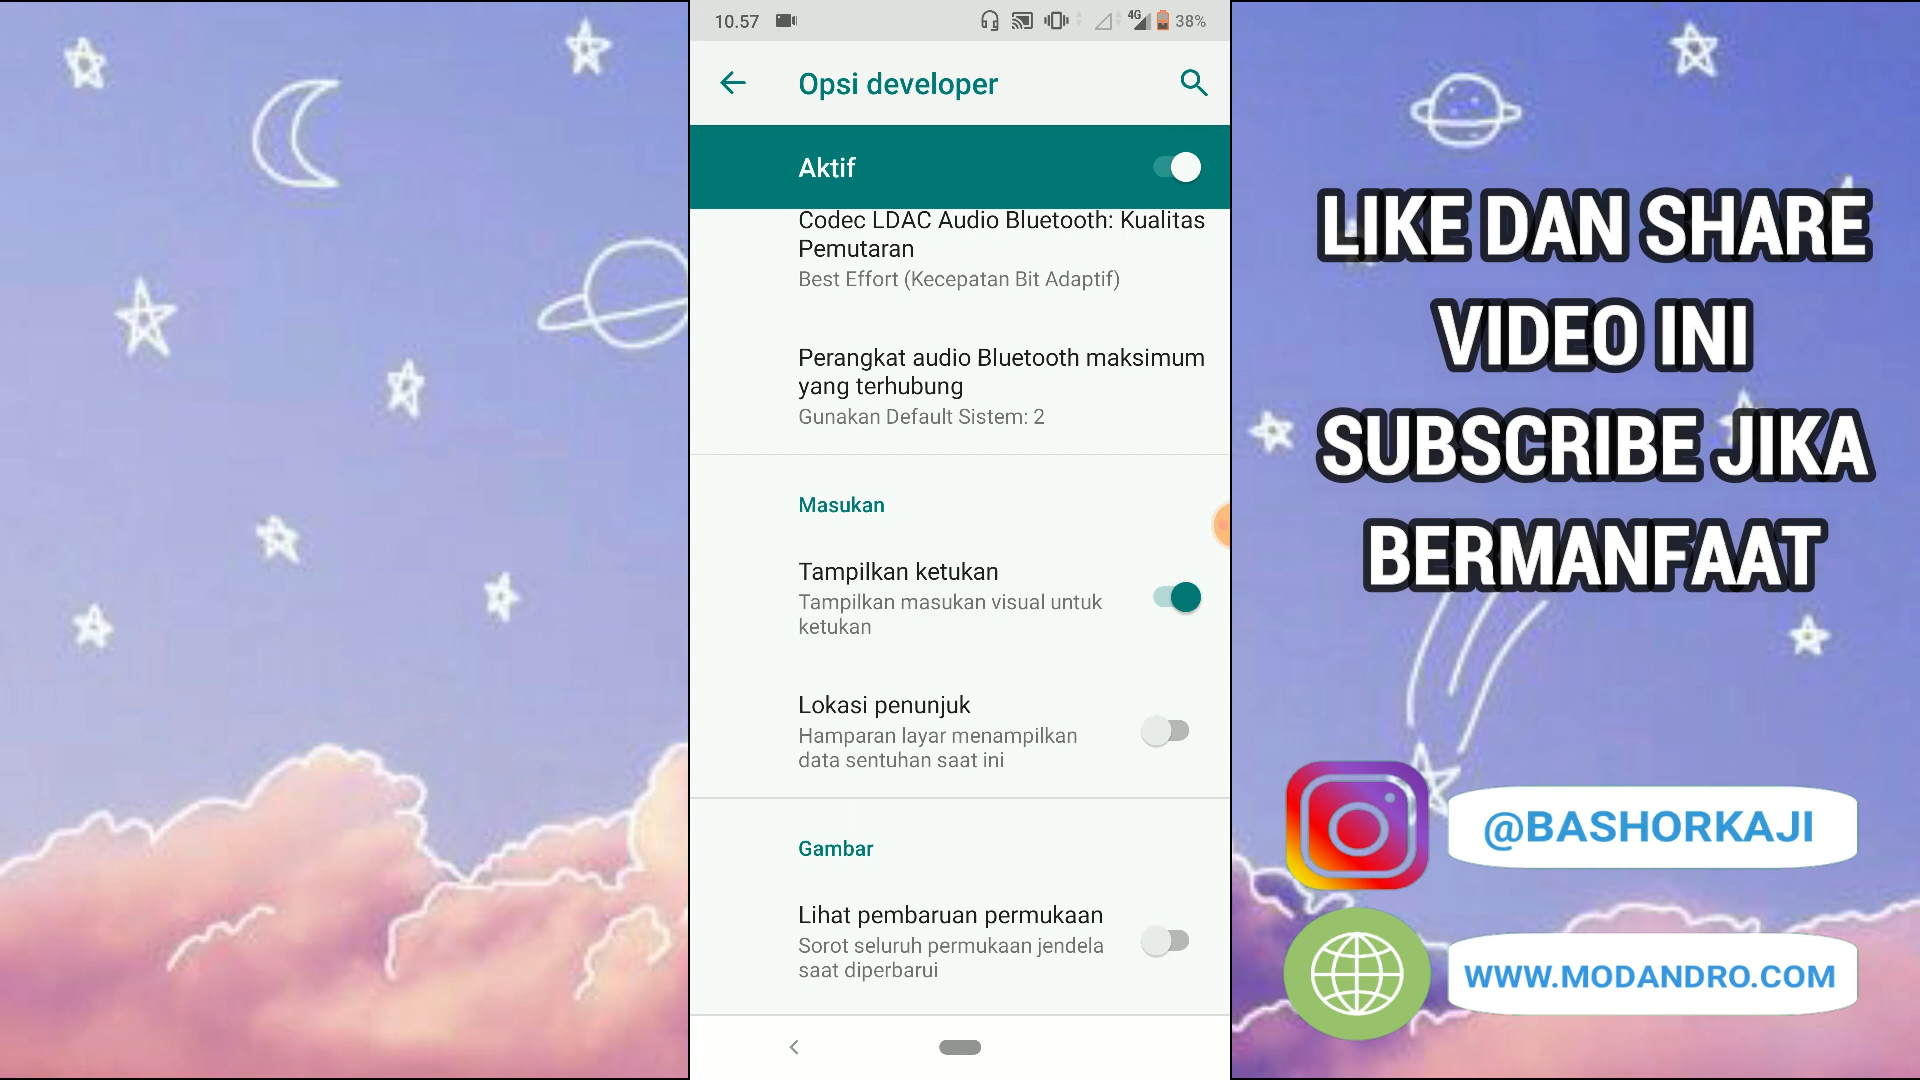 10.57
4G
38%
Opsi developer
Aktif
Codec LDAC Audio Bluetooth: Kualitas
Pemutaran
Best Effort (Kecepatan Bit Adaptif)
Perangkat audio Bluetooth maksimum
yang terhubung
Gunakan Default Sistem: 2
Masukan
Tampilkan ketukan
Tampilkan masukan visual untuk
ketukan
Lokasi penunjuk
Hamparan layar menampilkan
data sentuhan saat ini
Gambar
Lihat pembaruan permukaan
Sorot seluruh permukaan jendela
saat diperbarui
LIKE DAN SHARE
VIDEO INI
SUBSCRIBE JIKA
BERMANFAAT
@BASHORKAJI
WWW.MODANDRO.COM